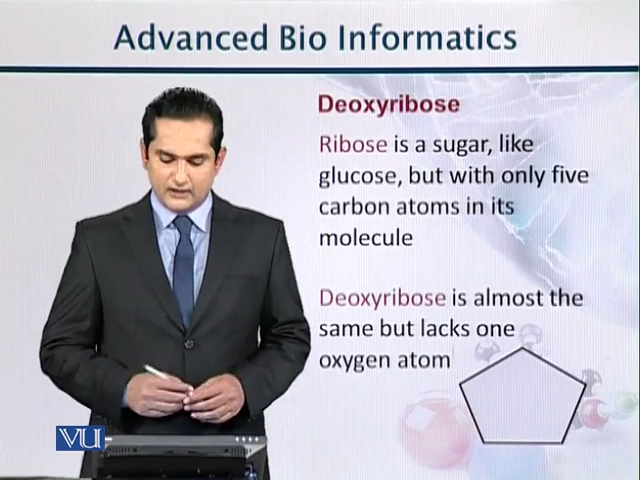 Advanced Bio Informatics
Deoxyribose
Ribose is a sugar, like
glucose, but with only five
carbon atoms in its
molecule
Deoxyribose is almost the
same but lacks one
oxygen atom
VU